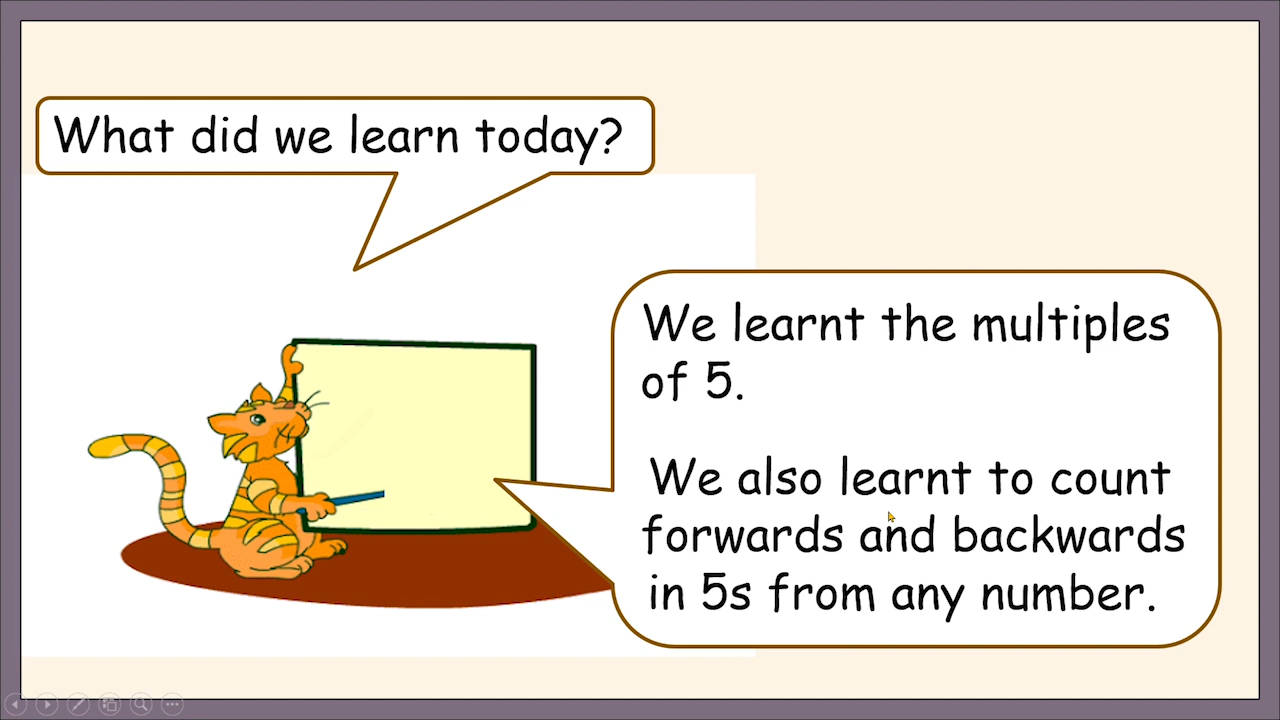 What did we learn today?
We learnt the multiples
of 5.
We also learnt to count
forwards and backwards
in 5s from any number.